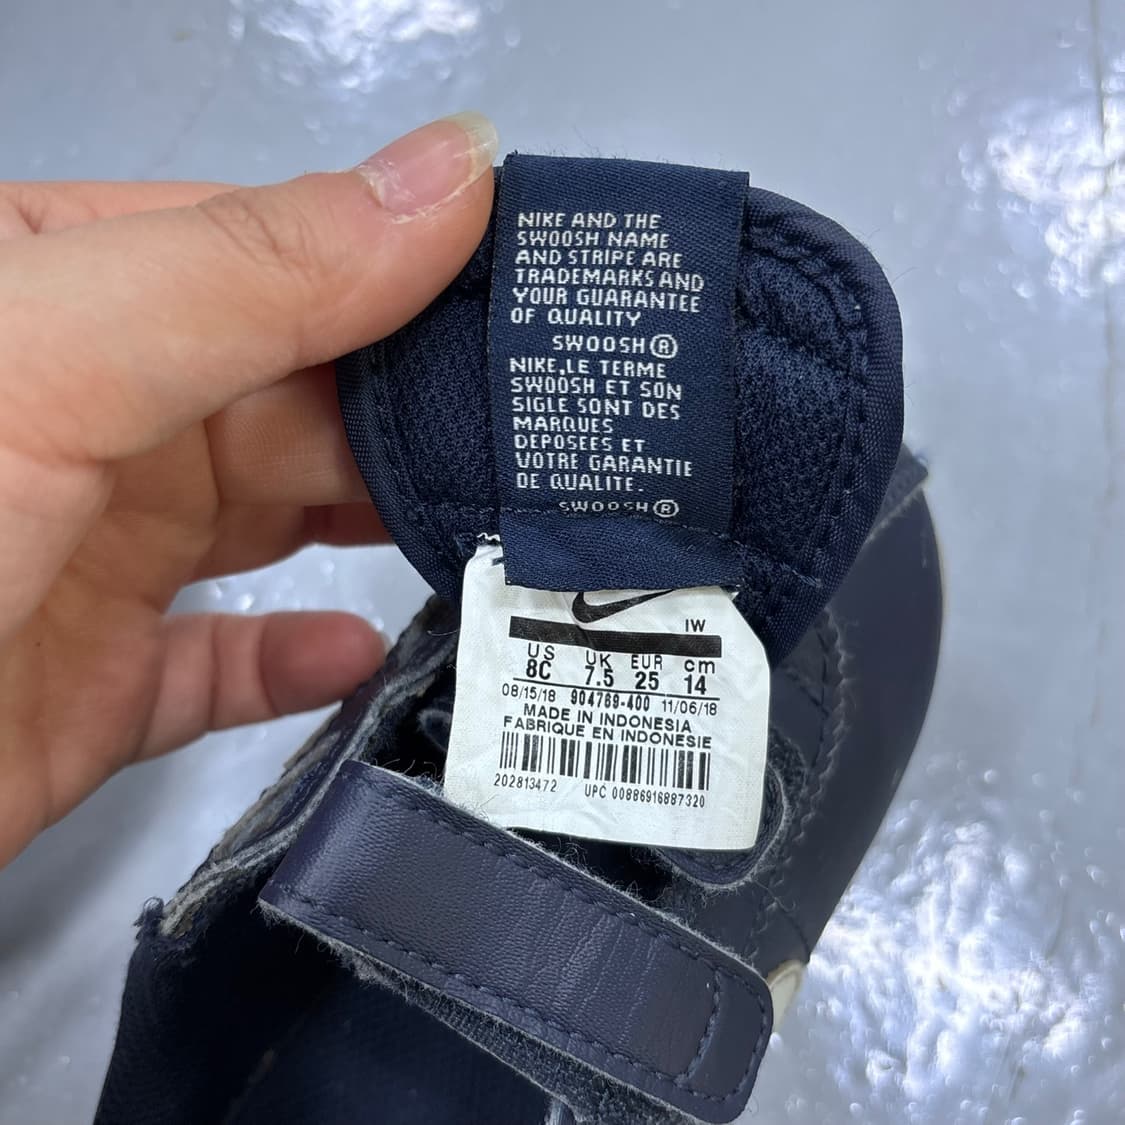 NIKE AND THE
SWOOSH NAME
AND STRIPE ARE
TRADEMARKS AND
YOUR GUARANTEE
OF QUALITY
SWOOSH®
NIKE,LE TERME
SWOOSH ET SON
SIGLE SONT DES
MARQUES
DEPOSEES ET
VOTRE GARANTIE
DE QUALITE.
SWOOSH®
IW
US UK EUR cm
8C 7.5 25 14
08/15/18 904769-400 11/06/18
MADE IN INDONESIA
FABRIQUE EN INDONESIE
202813472 UPC 00886916887320